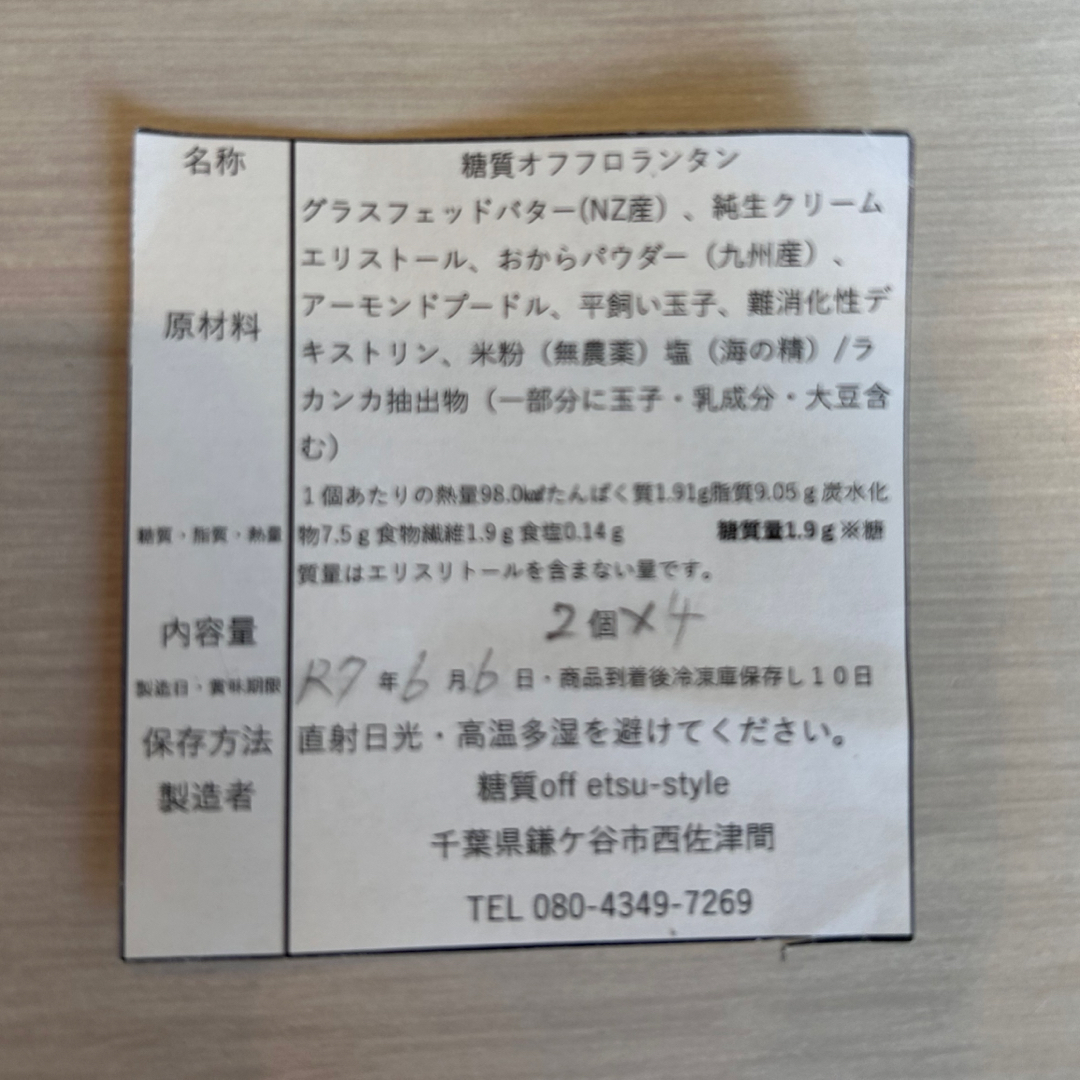 名称
糖質オフフロランタン
原材料
グラスフェッドバター(NZ産）、純生クリーム
エリストール、おからパウダー（九州産）、
アーモンドプードル、平飼い玉子、難消化性デ
キストリン、米粉（無農薬）塩（海の精）/ラ
カンカ抽出物（一部分に玉子・乳成分・大豆含
む）
糖質・脂質・熱量
１個あたりの熱量98.0㎉たんぱく質1.91g脂質9.05ｇ炭水化
物7.5ｇ食物繊維1.9ｇ食塩0.14ｇ 糖質量1.9ｇ※糖
質量はエリスリトールを含まない量です。
内容量
２個×4
製造日・賞味期限
R7年6月6日・商品到着後冷凍庫保存し１０日
保存方法
直射日光・高温多湿を避けてください。
製造者
糖質off etsu-style
千葉県鎌ケ谷市西佐津間
TEL 080-4349-7269